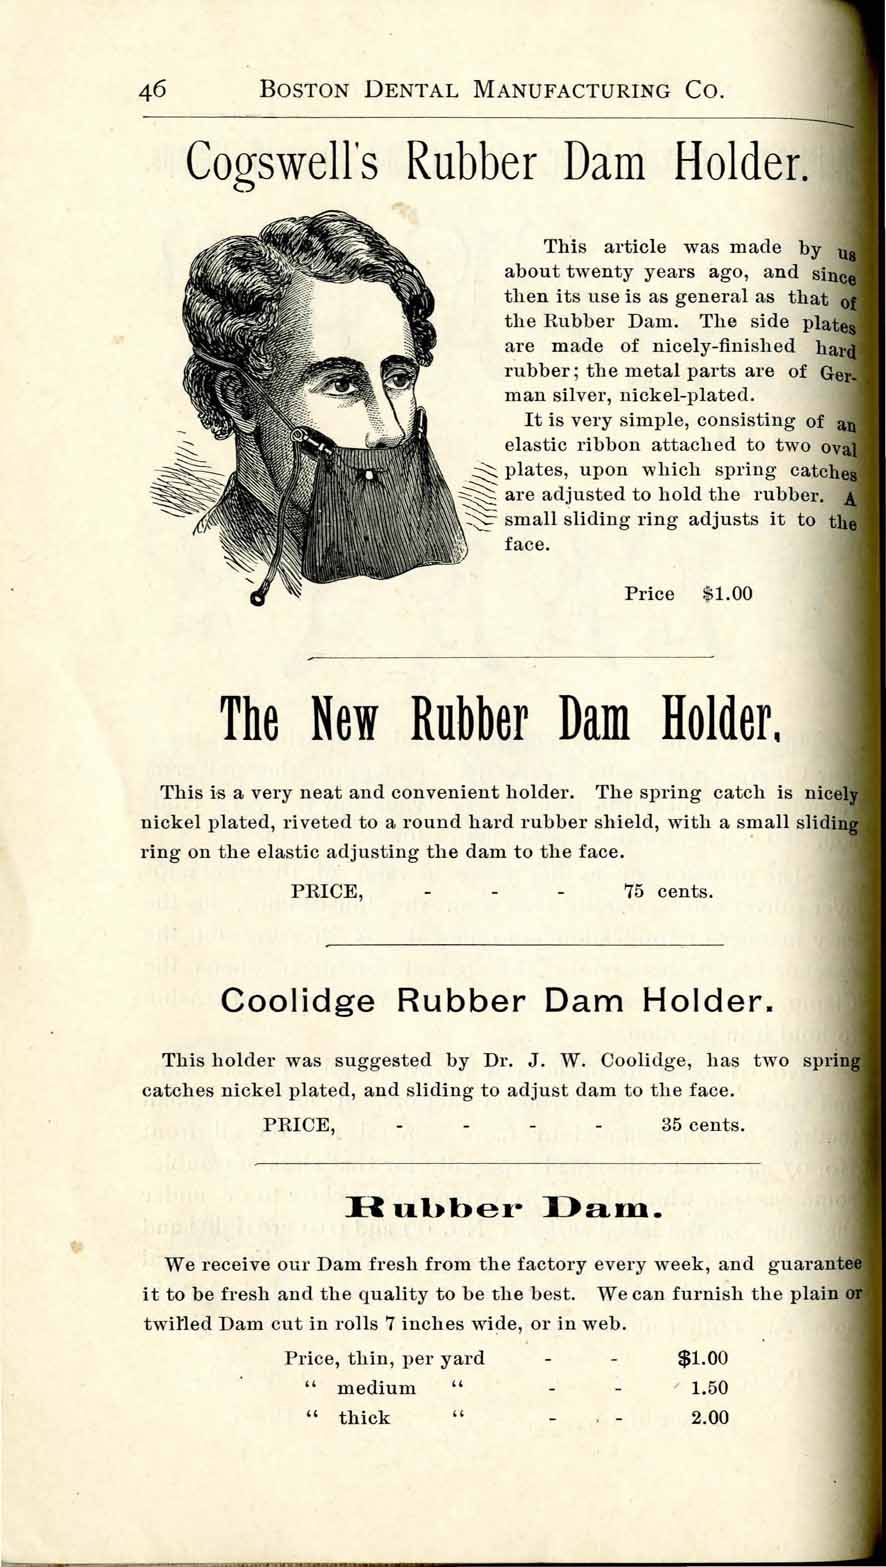 46 BOSTON DENTAL MANUFACTURING CO.
Cogswell's Rubber Dam Holder.
This article was made by us
about twenty years ago, and since
then its use is as general as that of
the Rubber Dam. The side plates
are made of nicely-finished hard
rubber; the metal parts are of Ger-
man silver, nickel-plated.
It is very simple, consisting of an
elastic ribbon attached to two oval
plates, upon which spring catches
are adjusted to hold the rubber. A
small sliding ring adjusts it to the
face.
Price $1.00
The New Rubber Dam Holder.
This is a very neat and convenient holder. The spring catch is nicely
nickel plated, riveted to a round hard rubber shield, with a small sliding
ring on the elastic adjusting the dam to the face.
PRICE, - - - 75 cents.
Coolidge Rubber Dam Holder.
This holder was suggested by Dr. J. W. Coolidge, has two spring
catches nickel plated, and sliding to adjust dam to the face.
PRICE, - - - - 35 cents.
Rubber Dam.
We receive our Dam fresh from the factory every week, and guarantee
it to be fresh and the quality to be the best. We can furnish the plain or
twilled Dam cut in rolls 7 inches wide, or in web.
Price, thin, per yard - - $1.00
“ medium “ - - 1.50
“ thick “ - - 2.00